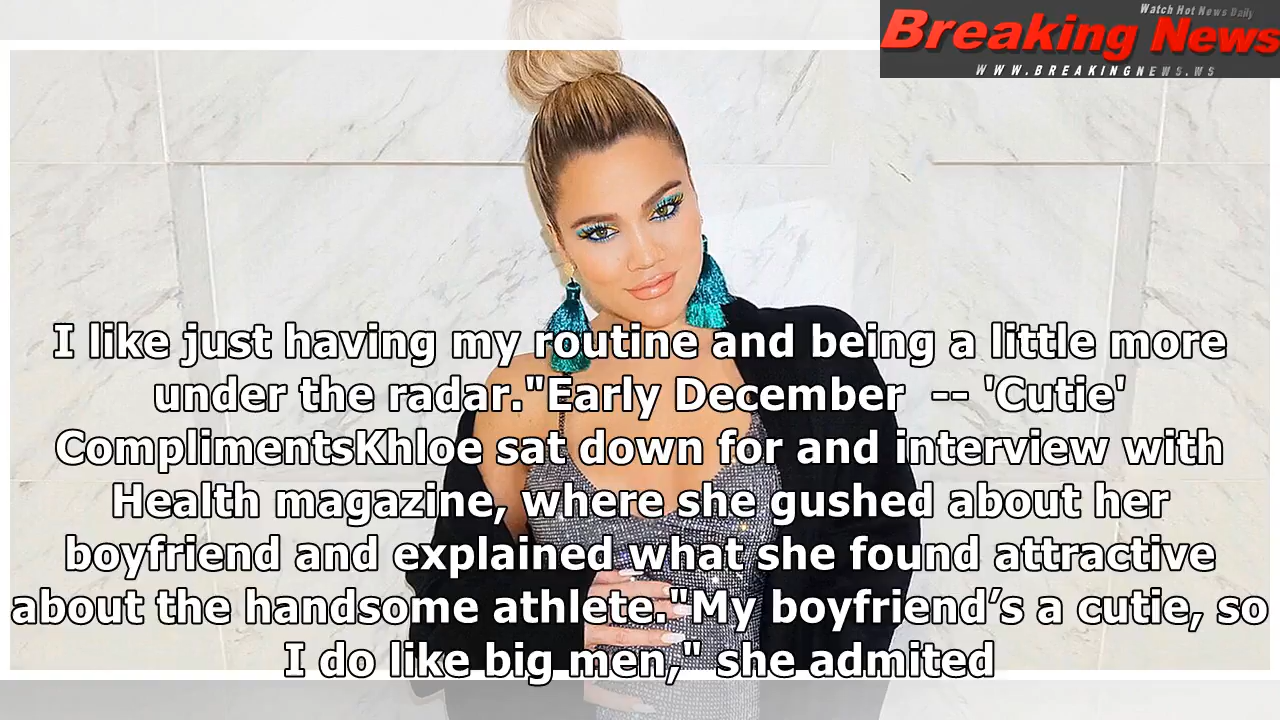 Watch Hot News Daily
Breaking News
WWW.BREAKINGNEWS.WS
I like just having my routine and being a little more
under the radar."Early December -- 'Cutie'
ComplimentsKhloe sat down for and interview with
Health magazine, where she gushed about her
boyfriend and explained what she found attractive
about the handsome athlete."My boyfriend’s a cutie, so
I do like big men," she admited